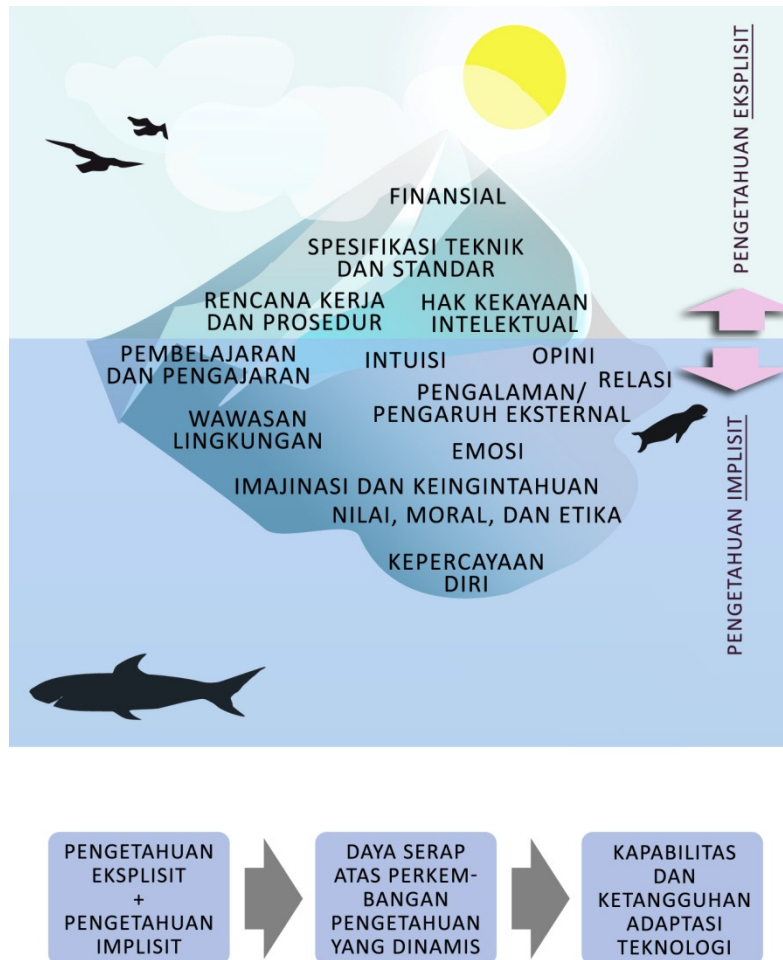 FINANSIAL
SPESIFIKASI TEKNIK
DAN STANDAR
RENCANA KERJA
DAN PROSEDUR
HAK KEKAYAAN
INTELEKTUAL
PENGETAHUAN EKSPLISIT
PEMBELAJARAN
DAN PENGAJARAN
INTUISI
OPINI
RELASI
PENGALAMAN/
PENGARUH EKSTERNAL
WAWASAN
LINGKUNGAN
EMOSI
IMAJINASI DAN KEINGINTAHUAN
NILAI, MORAL, DAN ETIKA
KEPERCAYAAN
DIRI
PENGETAHUAN IMPLISIT
PENGETAHUAN
EKSPLISIT
+
PENGETAHUAN
IMPLISIT
DAYA SERAP
ATAS PERKEM-
BANGAN
PENGETAHUAN
YANG DINAMIS
KAPABILITAS
DAN
KETANGGUHAN
ADAPTASI
TEKNOLOGI